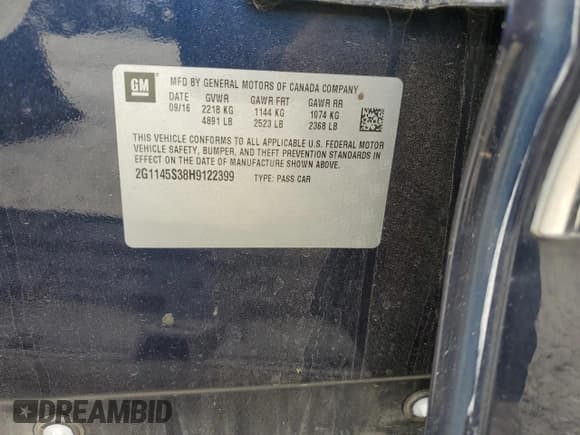 GM
MFD BY GENERAL MOTORS OF CANADA COMPANY
DATE GVWR GAWR FRT GAWR RR
09/16 2218 KG 1144 KG 1074 KG
4891 LB 2523 LB 2368 LB
THIS VEHICLE CONFORMS TO ALL APPLICABLE U.S. FEDERAL MOTOR
VEHICLE SAFETY, BUMPER, AND THEFT PREVENTION STANDARDS IN
EFFECT ON THE DATE OF MANUFACTURE SHOWN ABOVE.
2G1145S38H9122399 TYPE: PASS CAR
DREAMBID